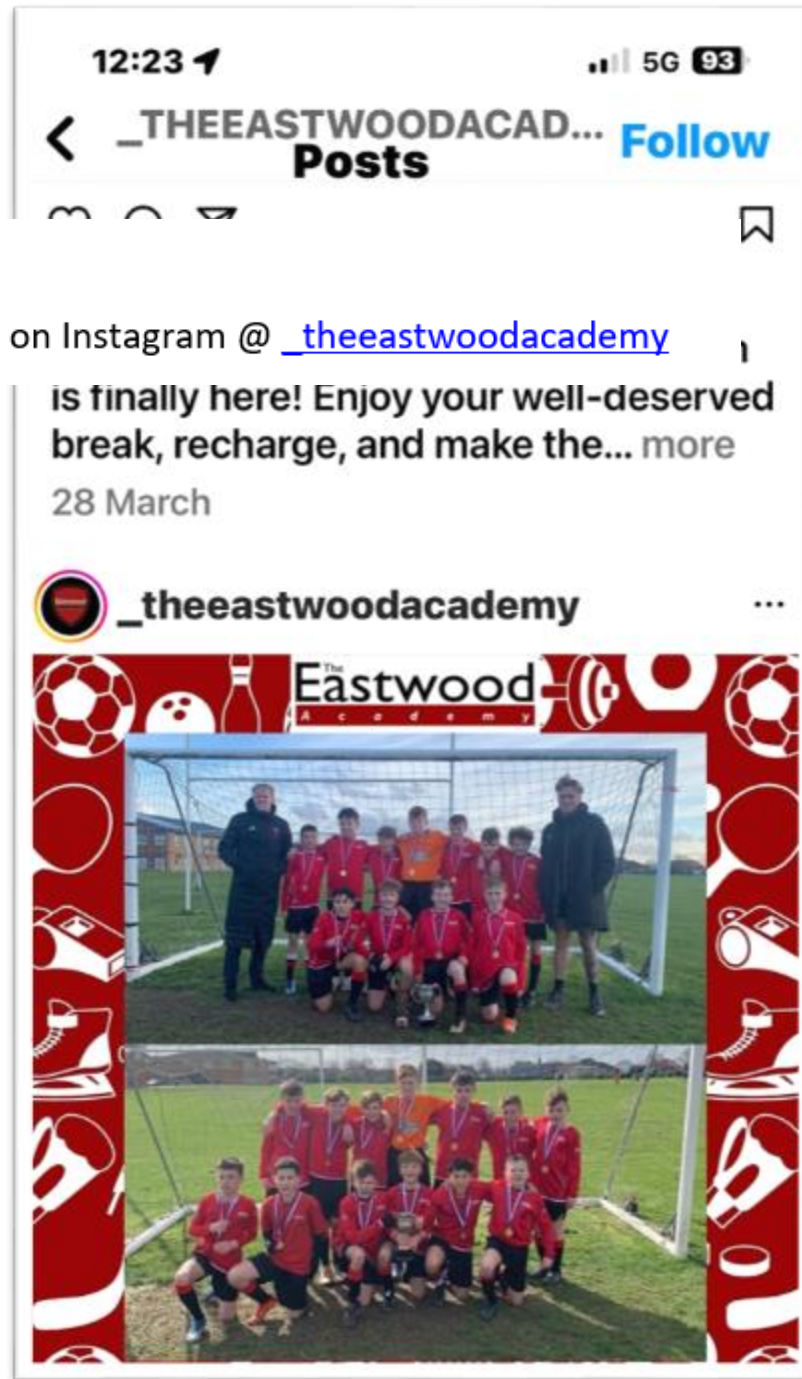 12:23
5G 93
_THEEASTWOODACAD... Follow
Posts
on Instagram @ _theeastwoodacademy
is finally here! Enjoy your well-deserved
break, recharge, and make the... more
28 March
_theeastwoodacademy
The
Eastwood
Academy